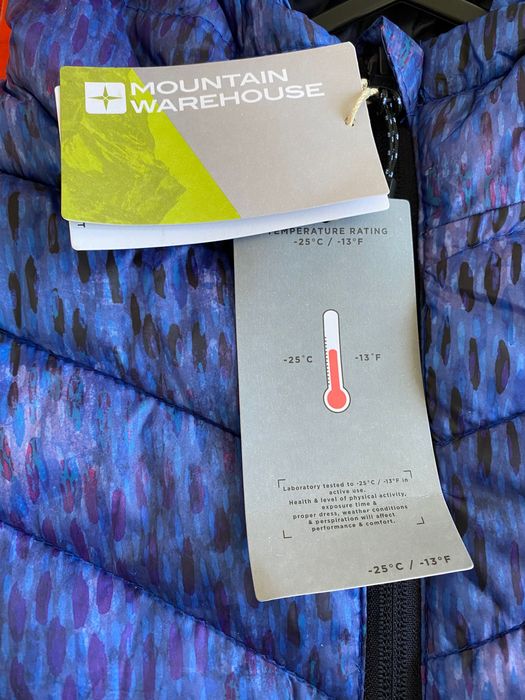 MOUNTAIN
WAREHOUSE
TEMPERATURE RATING
-25°C / -13°F
-25°C
-13°F
Laboratory tested to -25°C / -13°F in
active use.
Health & level of physical activity,
exposure time &
proper dress, weather conditions
& perspiration will affect
performance & comfort.
-25°C / -13°F